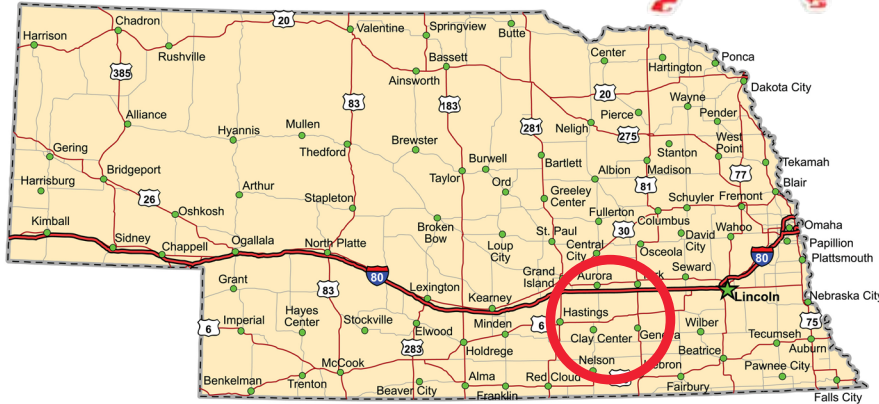 Chadron
20
Valentine
Springview
Butte
Harrison
Rushville
Bassett
Center
Hartington
Ponca
385
Ainsworth
Dakota City
20
Wayne
83
183
Alliance
Pierce
Pender
Hyannis
Mullen
281
Neligh
275
Thedford
Brewster
West
Point
Stanton
Gering
Burwell
Bartlett
Madison
Tekamah
Bridgeport
Taylor
Albion
77
Harrisburg
Arthur
Ord
81
Blair
26
Stapleton
Greeley
Center
Schuyler
Fremont
Oshkosh
Fullerton
Columbus
Kimball
Broken
Bow
St. Paul
30
David
City
Wahoo
Omaha
Sidney
Ogallala
North Platte
Loup
City
Central
City
Osceola
Papillion
Chappell
80
Plattsmouth
80
Grand
Island
Aurora
Seward
Grant
83
Lexington
Kearney
Lincoln
Nebraska City
Hayes
Center
Hastings
6
Imperial
Stockville
Elwood
Minden
6
Clay Center
Wilber
75
283
Holdrege
Tecumseh
Auburn
McCook
Nelson
Beatrice
Pawnee City
Benkelman
Trenton
Beaver City
Alma
Franklin
Red Cloud
Fairbury
Falls City